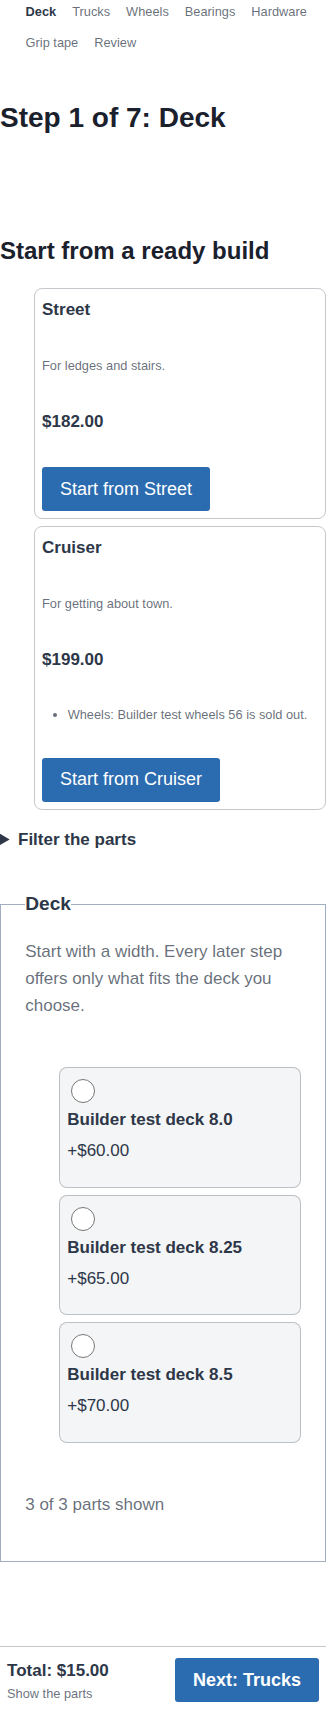 Deck Trucks Wheels Bearings Hardware
Grip tape Review
Step 1 of 7: Deck
Start from a ready build
Street
For ledges and stairs.
$182.00
Start from Street
Cruiser
For getting about town.
$199.00
• Wheels: Builder test wheels 56 is sold out.
Start from Cruiser
Filter the parts
Deck
Start with a width. Every later step
offers only what fits the deck you
choose.
Builder test deck 8.0
+$60.00
Builder test deck 8.25
+$65.00
Builder test deck 8.5
+$70.00
3 of 3 parts shown
Total: $15.00
Show the parts
Next: Trucks